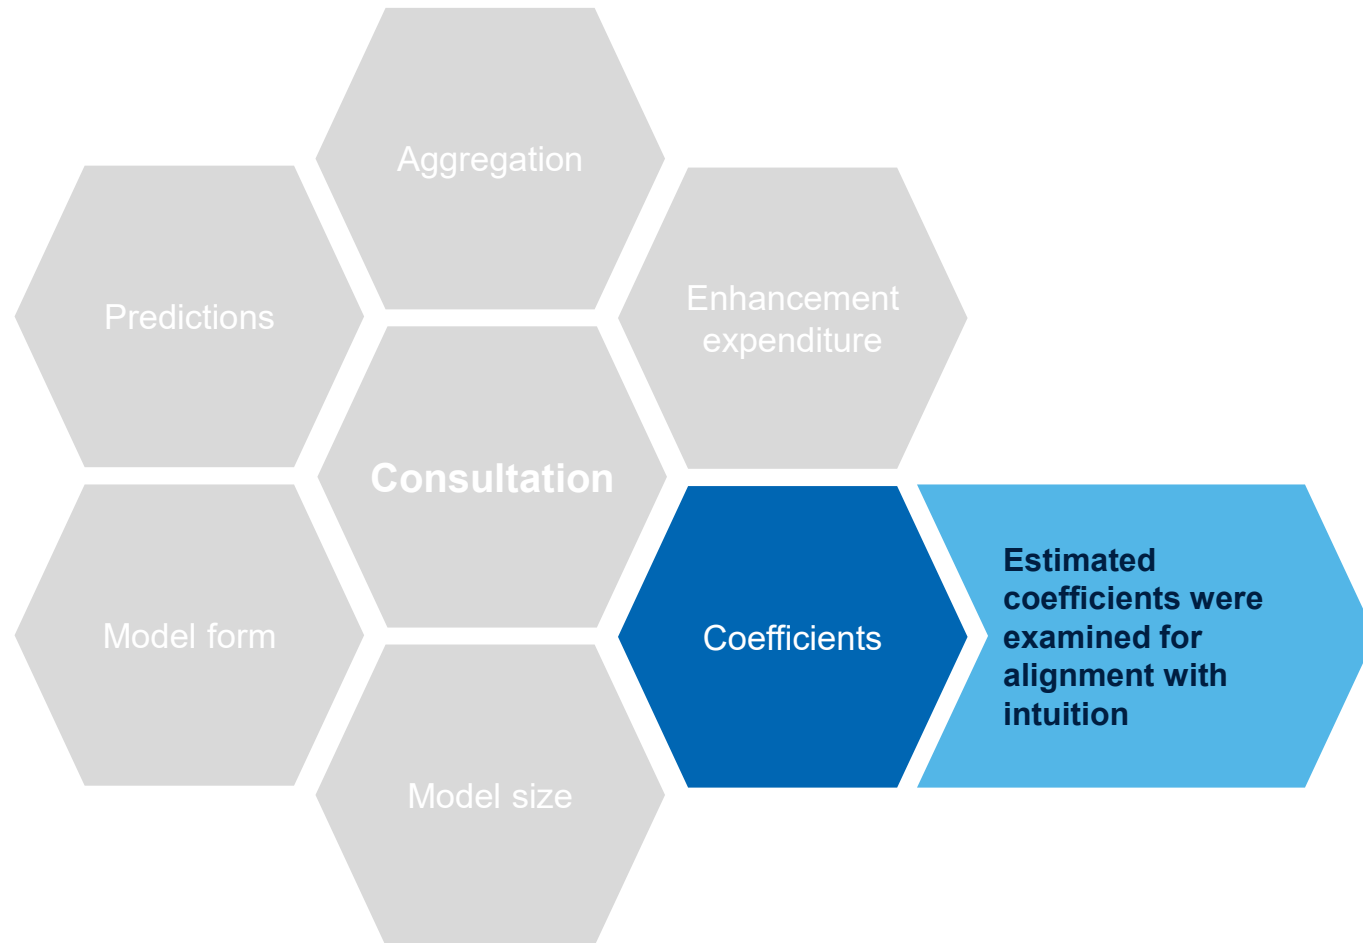 Aggregation
Predictions
Enhancement
expenditure
Consultation
Model form
Coefficients
Estimated
coefficients were
examined for
alignment with
intuition
Model size